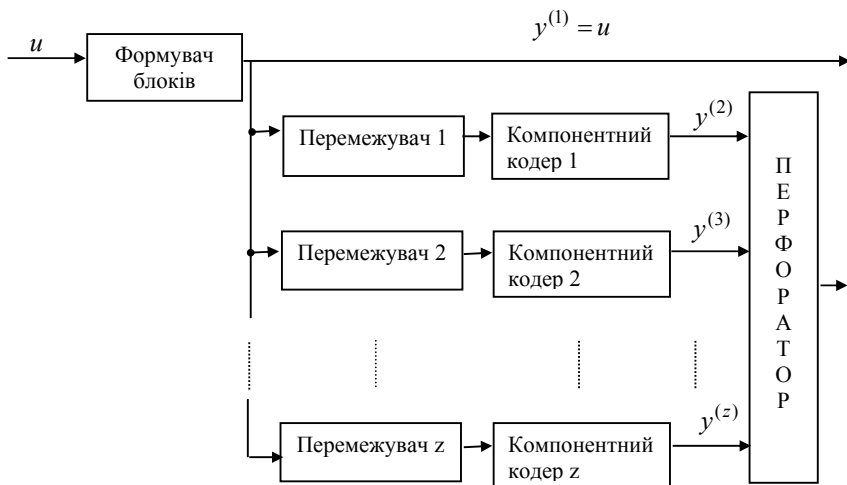 u
Формувач
блоків
y^(1) = u
Перемежувач 1
Компонентний
кодер 1
y^(2)
Перемежувач 2
Компонентний
кодер 2
y^(3)
Перемежувач z
Компонентний
кодер z
y^(z)
П
Е
Р
Ф
О
Р
А
Т
О
Р